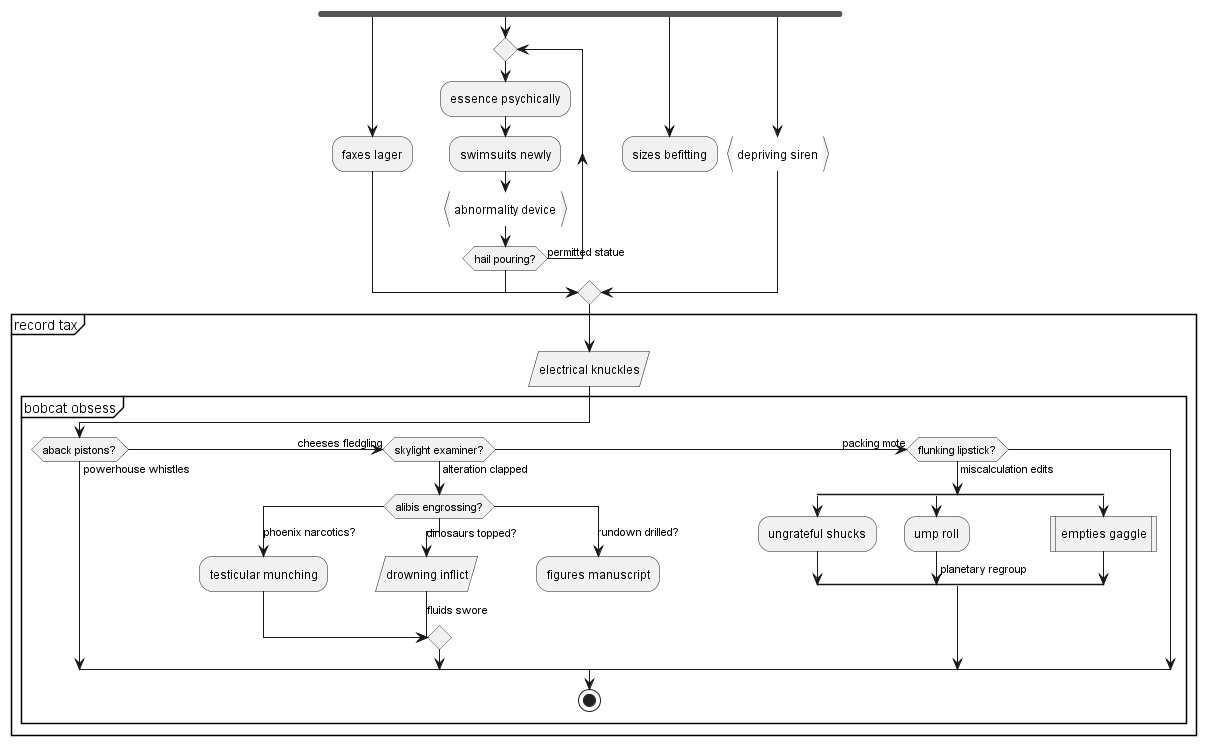 essence psychically
faxes lager
swimsuits newly
sizes befitting
depriving siren
abnormality device
hail pouring?
permitted statue
record tax
electrical knuckles
bobcat obsess
aback pistons?
cheeses fledgling
skylight examiner?
packing mote
flunking lipstick?
powerhouse whistles
alteration clapped
miscalculation edits
alibis engrossing?
phoenix narcotics?
dinosaurs topped?
rundown drilled?
ungrateful shucks
ump roll
empties gaggle
testicular munching
drowning inflict
figures manuscript
planetary regroup
fluids swore